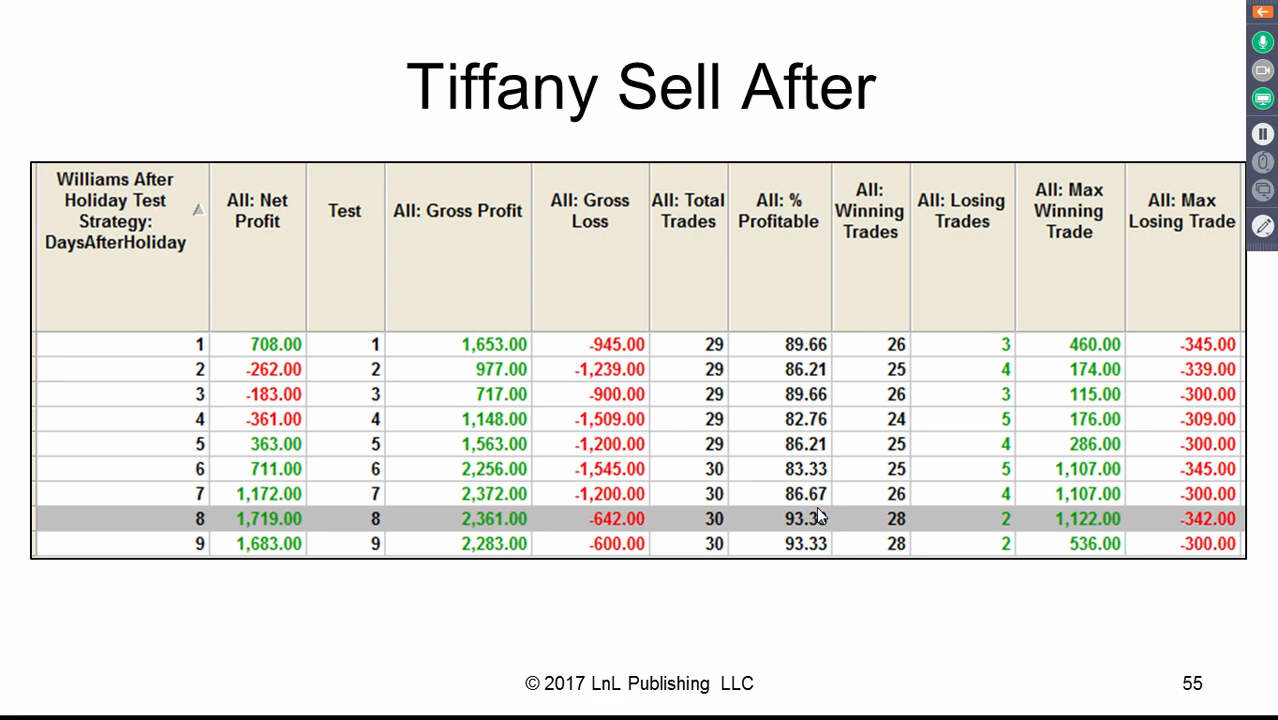 Tiffany Sell After
Williams After Holiday Test Strategy: DaysAfterHoliday All: Net Profit Test All: Gross Profit All: Gross Loss All: Total Trades All: % Profitable All: Winning Trades All: Losing Trades All: Max Winning Trade All: Max Losing Trade
1 708.00 1 1,653.00 -945.00 29 89.66 26 3 460.00 -345.00
2 -262.00 2 977.00 -1,239.00 29 86.21 25 4 174.00 -339.00
3 -183.00 3 717.00 -900.00 29 89.66 26 3 115.00 -300.00
4 -361.00 4 1,148.00 -1,509.00 29 82.76 24 5 176.00 -309.00
5 363.00 5 1,563.00 -1,200.00 29 86.21 25 4 286.00 -300.00
6 711.00 6 2,256.00 -1,545.00 30 83.33 25 5 1,107.00 -345.00
7 1,172.00 7 2,372.00 -1,200.00 30 86.67 26 4 1,107.00 -300.00
8 1,719.00 8 2,361.00 -642.00 30 93.33 28 2 1,122.00 -342.00
9 1,683.00 9 2,283.00 -600.00 30 93.33 28 2 536.00 -300.00
© 2017 LnL Publishing LLC 55